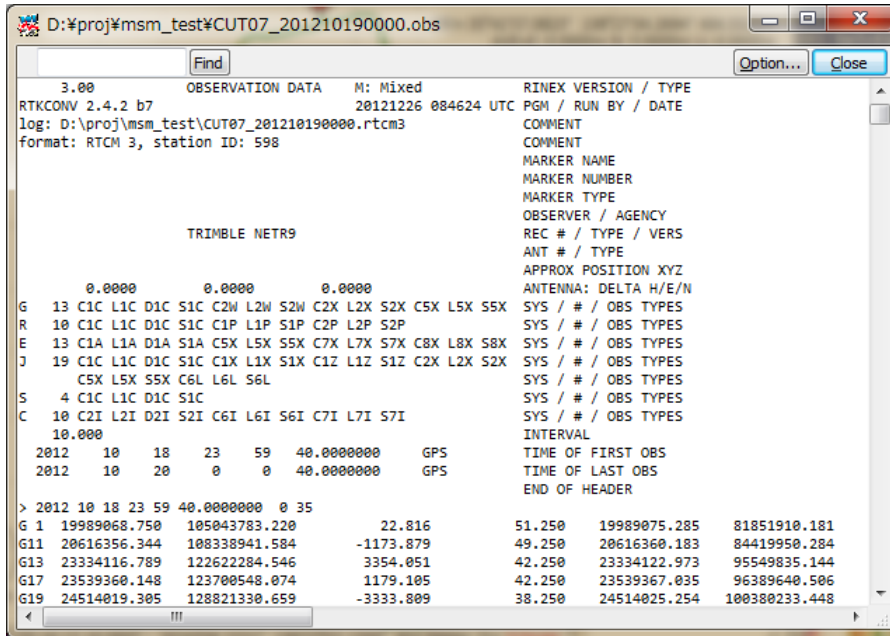 D:¥proj¥msm_test¥CUT07_201210190000.obs
Find Option... Close
3.00 OBSERVATION DATA M: Mixed RINEX VERSION / TYPE
RTKCONV 2.4.2 b7 20121226 084624 UTC PGM / RUN BY / DATE
log: D:\proj\msm_test\CUT07_201210190000.rtcm3 COMMENT
format: RTCM 3, station ID: 598 COMMENT
MARKER NAME
MARKER NUMBER
MARKER TYPE
OBSERVER / AGENCY
TRIMBLE NETR9 REC # / TYPE / VERS
ANT # / TYPE
APPROX POSITION XYZ
0.0000 0.0000 0.0000 ANTENNA: DELTA H/E/N
G 13 C1C L1C D1C S1C C2W L2W S2W C2X L2X S2X C5X L5X S5X SYS / # / OBS TYPES
R 10 C1C L1C D1C S1C C1P L1P S1P C2P L2P S2P SYS / # / OBS TYPES
E 13 C1A L1A D1A S1A C5X L5X S5X C7X L7X S7X C8X L8X S8X SYS / # / OBS TYPES
J 19 C1C L1C D1C S1C C1X L1X S1X C1Z L1Z S1Z C2X L2X S2X SYS / # / OBS TYPES
C5X L5X S5X C6L L6L S6L SYS / # / OBS TYPES
S 4 C1C L1C D1C S1C SYS / # / OBS TYPES
C 10 C2I L2I D2I S2I C6I L6I S6I C7I L7I S7I SYS / # / OBS TYPES
10.000 INTERVAL
2012 10 18 23 59 40.0000000 GPS TIME OF FIRST OBS
2012 10 20 0 0 40.0000000 GPS TIME OF LAST OBS
END OF HEADER
> 2012 10 18 23 59 40.0000000 0 35
G 1 19989068.750 105043783.220 22.816 51.250 19989075.285 81851910.181
G11 20616356.344 108338941.584 -1173.879 49.250 20616360.183 84419950.284
G13 23334116.789 122622284.546 3354.051 42.250 23334122.973 95549835.144
G17 23539360.148 123700548.074 1179.105 42.250 23539367.035 96389640.506
G19 24514019.305 128821330.659 -3333.809 38.250 24514025.254 100380233.448